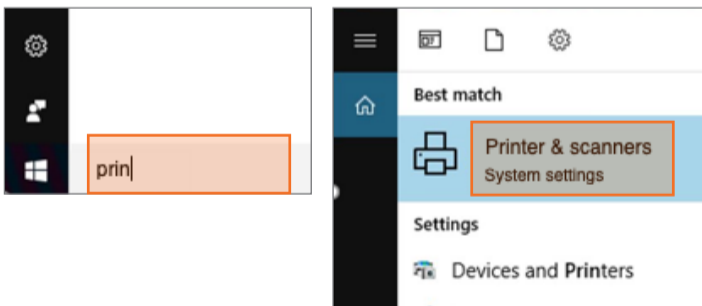 prin
Best match
Printer & scanners
System settings
Settings
Devices and Printers